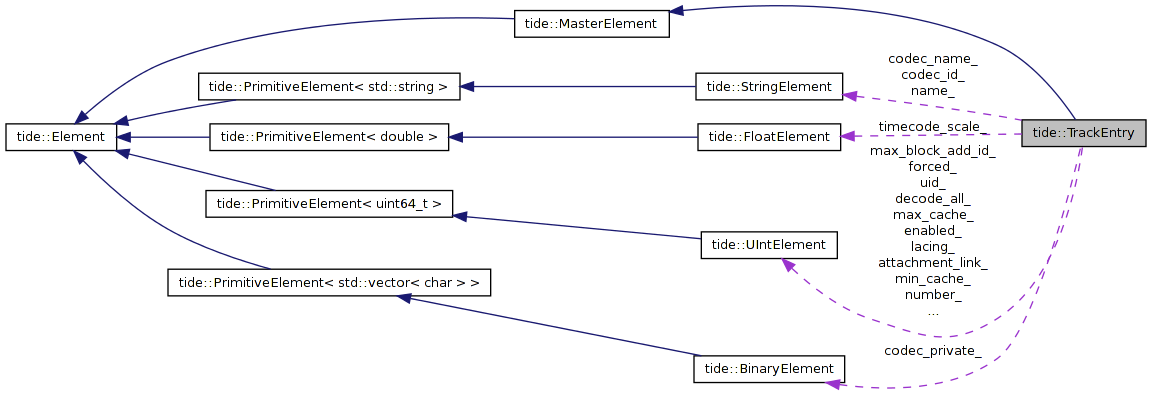 tide::MasterElement
codec_name_
codec_id_
name_
tide::PrimitiveElement< std::string >
tide::StringElement
tide::Element
tide::PrimitiveElement< double >
tide::FloatElement
timecode_scale_
tide::TrackEntry
max_block_add_id_
forced_
uid_
decode_all_
max_cache_
enabled_
lacing_
attachment_link_
min_cache_
number_
...
tide::PrimitiveElement< uint64_t >
tide::UIntElement
tide::PrimitiveElement< std::vector< char > >
codec_private_
tide::BinaryElement